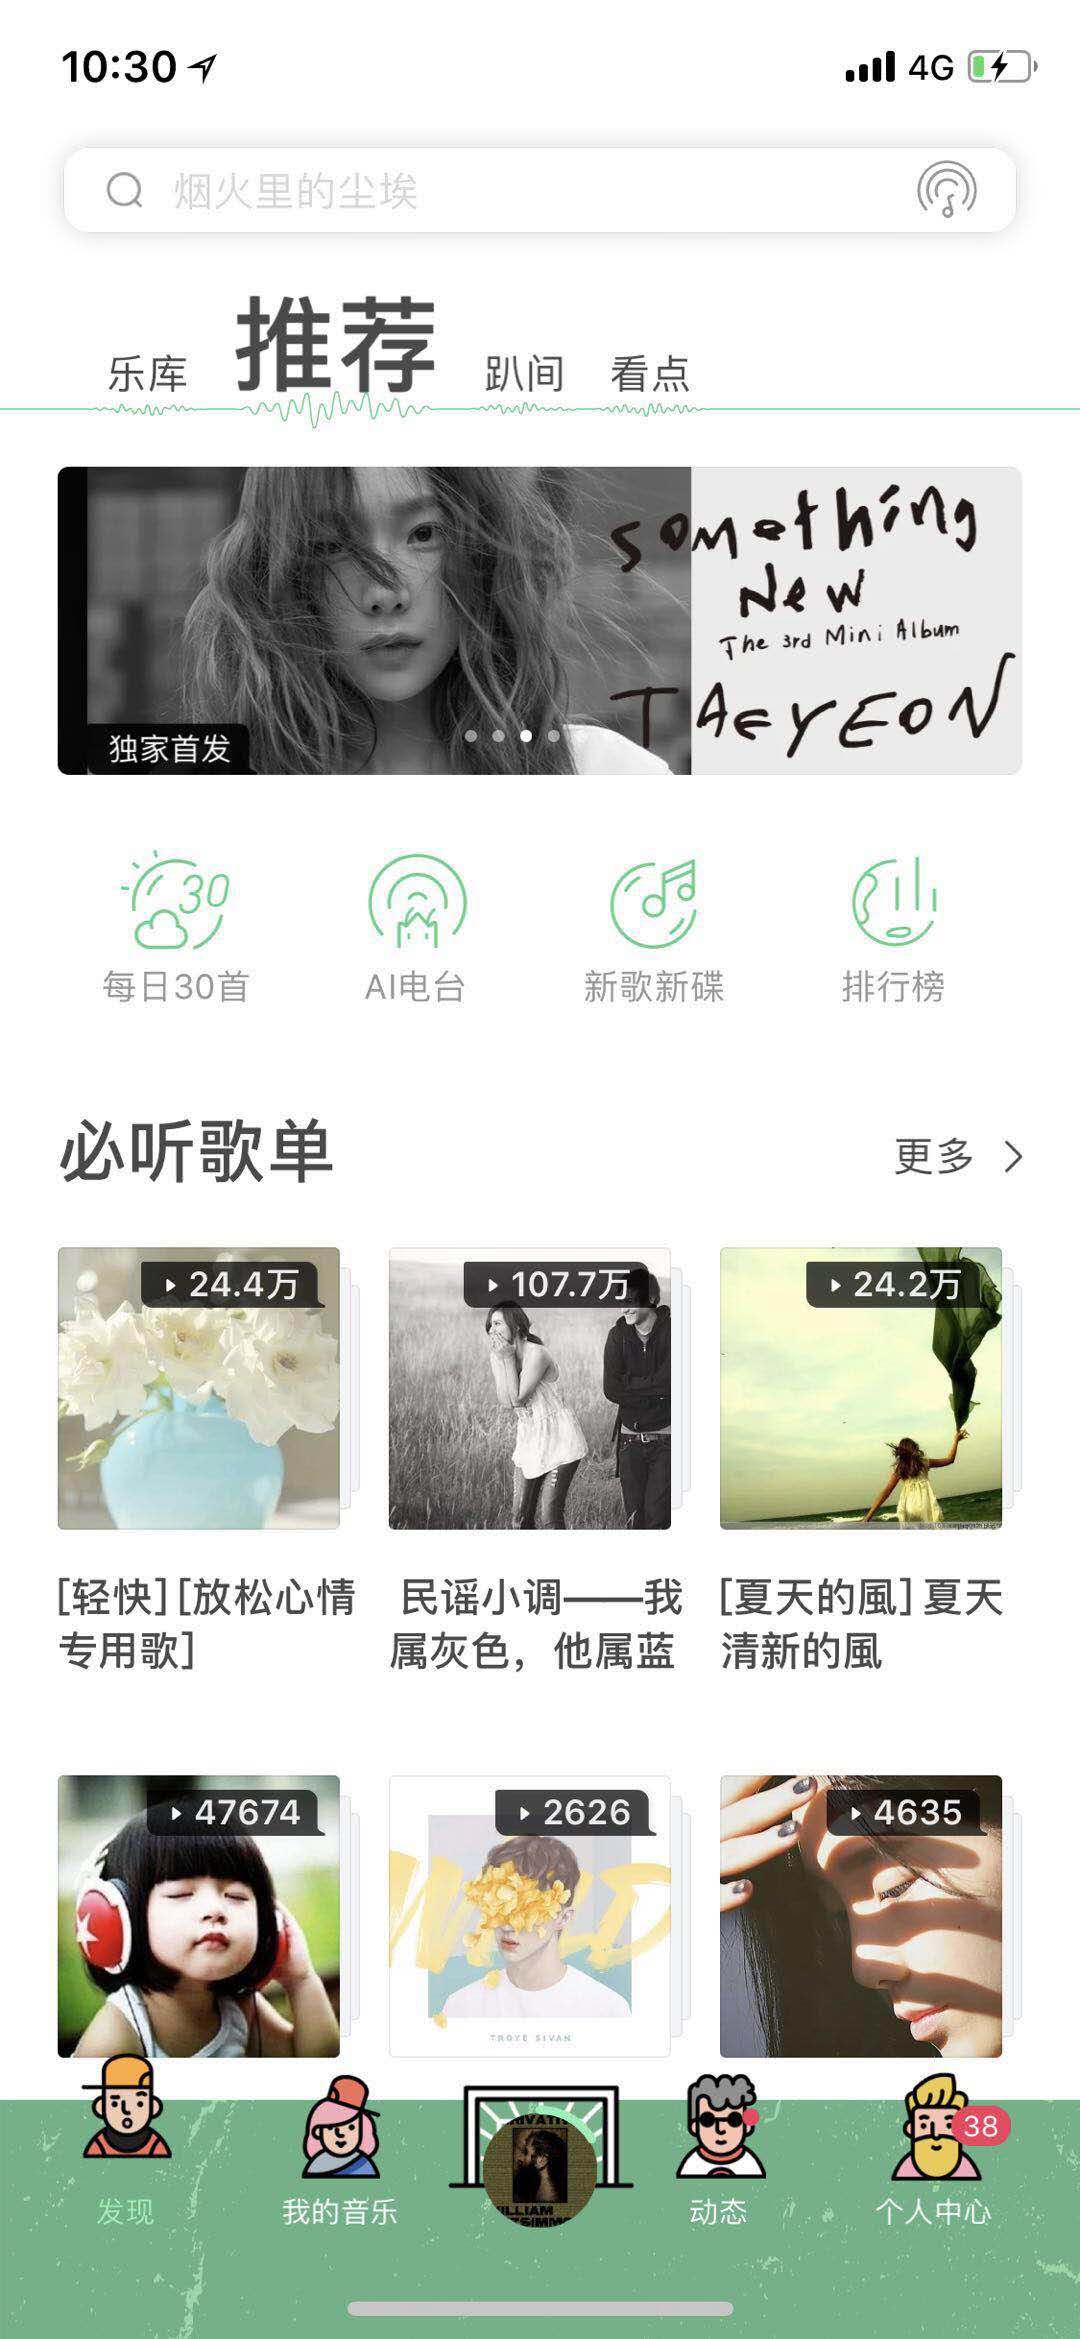 10:30
4G
烟火里的尘埃
乐库 推荐 趴间 看点
something
New
The 3rd Mini Album
TAEYEON
独家首发
30
每日30首 AI电台 新歌新碟 排行榜
必听歌单 更多
24.4万 107.7万 24.2万
[轻快][放松心情 民谣小调——我 [夏天的風] 夏天
专用歌] 属灰色，他属蓝 清新的風
47674 2626 4635
WILD
TROYE SIVAN
38
发现 我的音乐 动态 个人中心